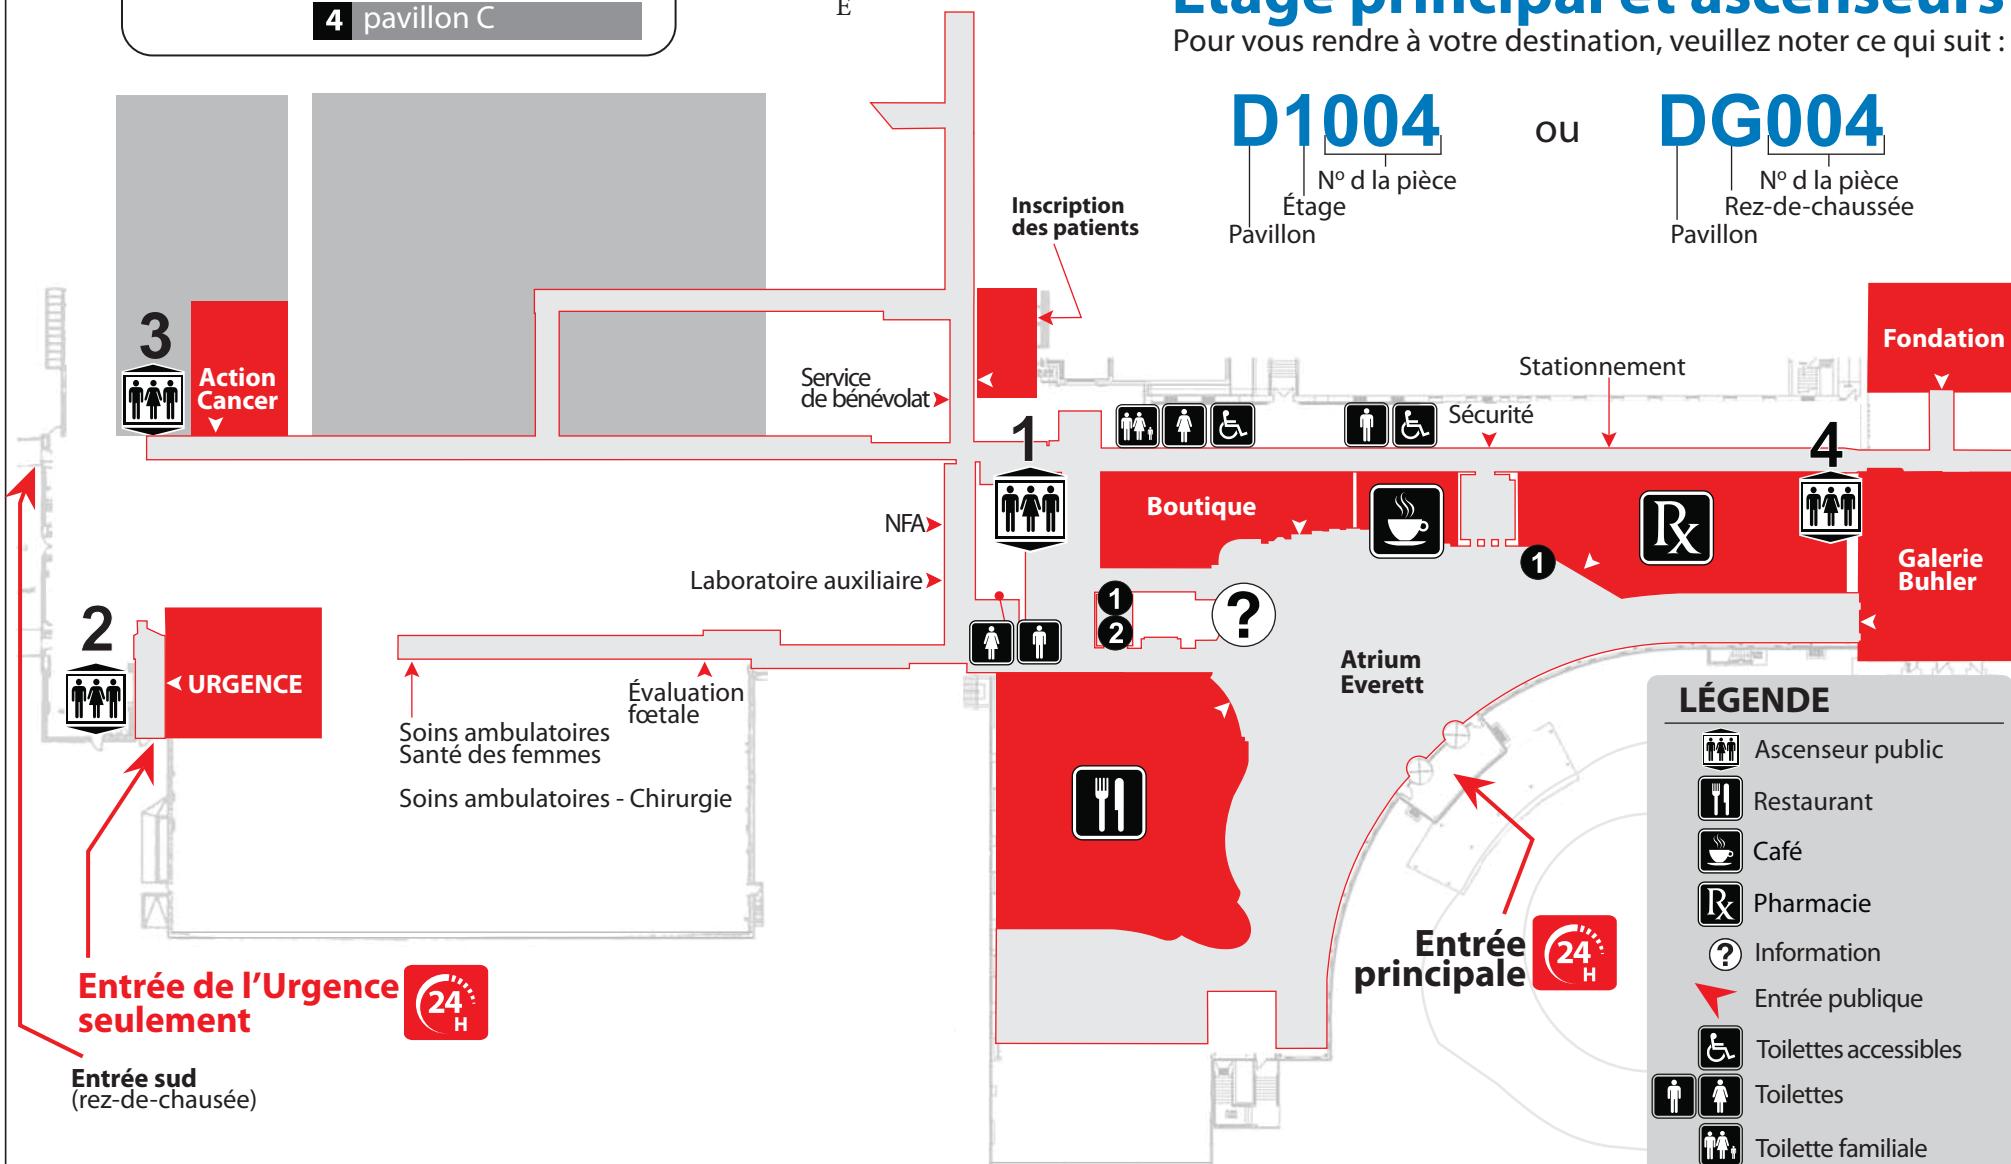 4 pavillon C
E
Étage principal et ascenseurs
Pour vous rendre à votre destination, veuillez noter ce qui suit :
D1004 ou DG004
Nº d la pièce
Étage
Pavillon
Nº d la pièce
Rez-de-chaussée
Pavillon
Inscription
des patients
Fondation
3
Action
Cancer
Service
de bénévolat
Stationnement
Sécurité
1
4
Boutique
Rx
NFA
Laboratoire auxiliaire
1
2
?
1
Galerie
Buhler
2
URGENCE
Évaluation
fœtale
Soins ambulatoires
Santé des femmes
Soins ambulatoires - Chirurgie
Atrium
Everett
Entrée
principale
24 H
Entrée de l’Urgence
seulement
24 H
Entrée sud
(rez-de-chausée)
LÉGENDE
Ascenseur public
Restaurant
Café
Rx Pharmacie
? Information
Entrée publique
Toilettes accessibles
Toilettes
Toilette familiale